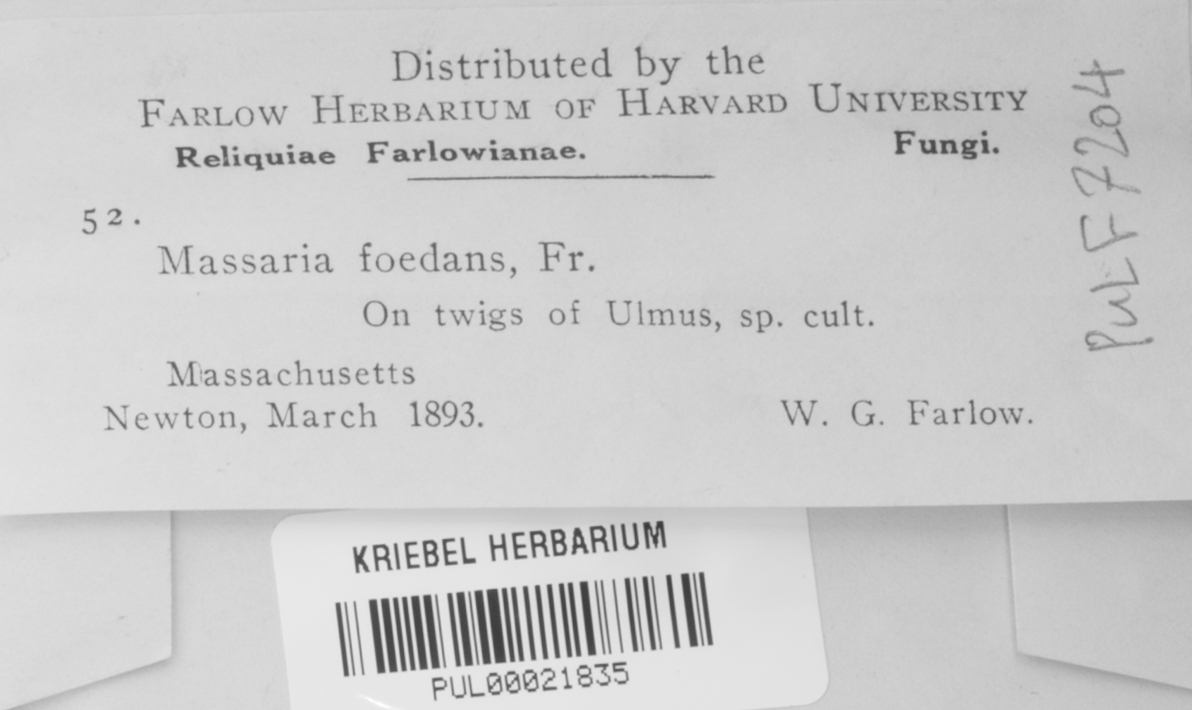 Distributed by the
FARLOW HERBARIUM OF HARVARD UNIVERSITY
Reliquiae Farlowianae. Fungi.
52.
Massaria foedans, Fr.
On twigs of Ulmus, sp. cult.
Massachusetts
Newton, March 1893. W. G. Farlow.
PUL F7204
KRIEBEL HERBARIUM
PUL00021835